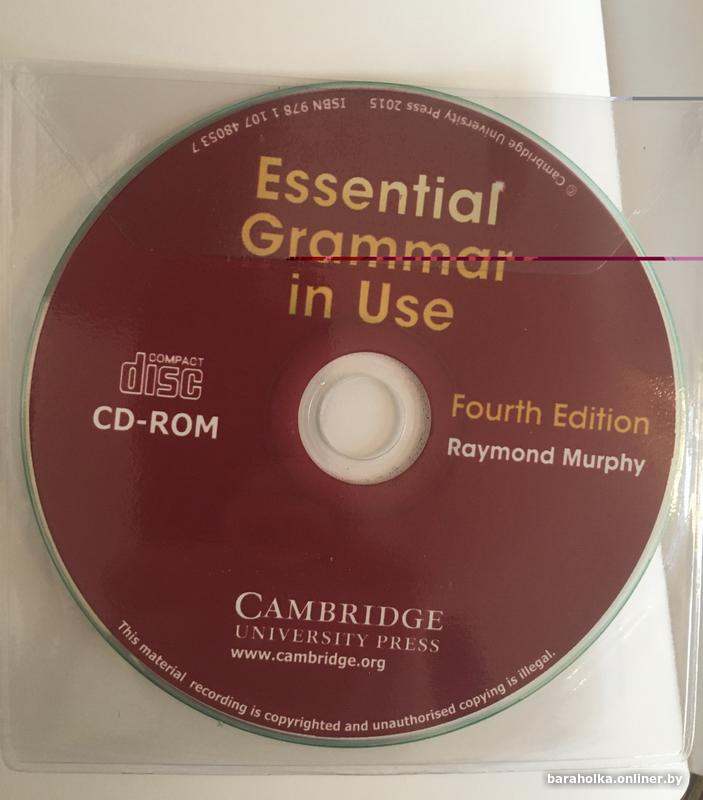 © Cambridge University Press 2015 ISBN 978 1 107 48053 7
Essential
Grammar
in Use
COMPACT
disc
CD-ROM
Fourth Edition
Raymond Murphy
CAMBRIDGE
UNIVERSITY PRESS
www.cambridge.org
This material recording is copyrighted and unauthorised copying is illegal.
baraholka.onliner.by